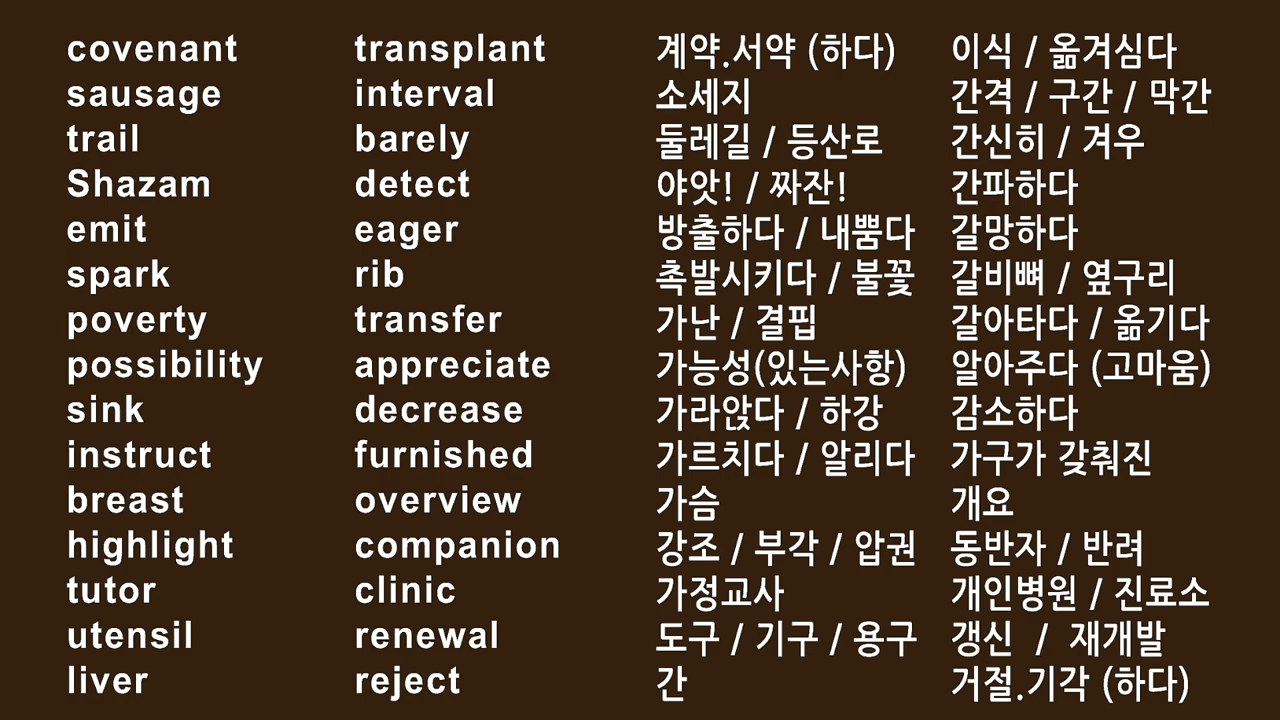 covenant transplant 계약.서약 (하다) 이식 / 옮겨심다
sausage interval 소세지 간격 / 구간 / 막간
trail barely 둘레길 / 등산로 간신히 / 겨우
Shazam detect 야앗! / 짜잔! 간파하다
emit eager 방출하다 / 내뿜다 갈망하다
spark rib 촉발시키다 / 불꽃 갈비뼈 / 옆구리
poverty transfer 가난 / 결핍 갈아타다 / 옮기다
possibility appreciate 가능성(있는사항) 알아주다 (고마움)
sink decrease 가라앉다 / 하강 감소하다
instruct furnished 가르치다 / 알리다 가구가 갖춰진
breast overview 가슴 개요
highlight companion 강조 / 부각 / 압권 동반자 / 반려
tutor clinic 가정교사 개인병원 / 진료소
utensil renewal 도구 / 기구 / 용구 갱신 / 재개발
liver reject 간 거절.기각 (하다)